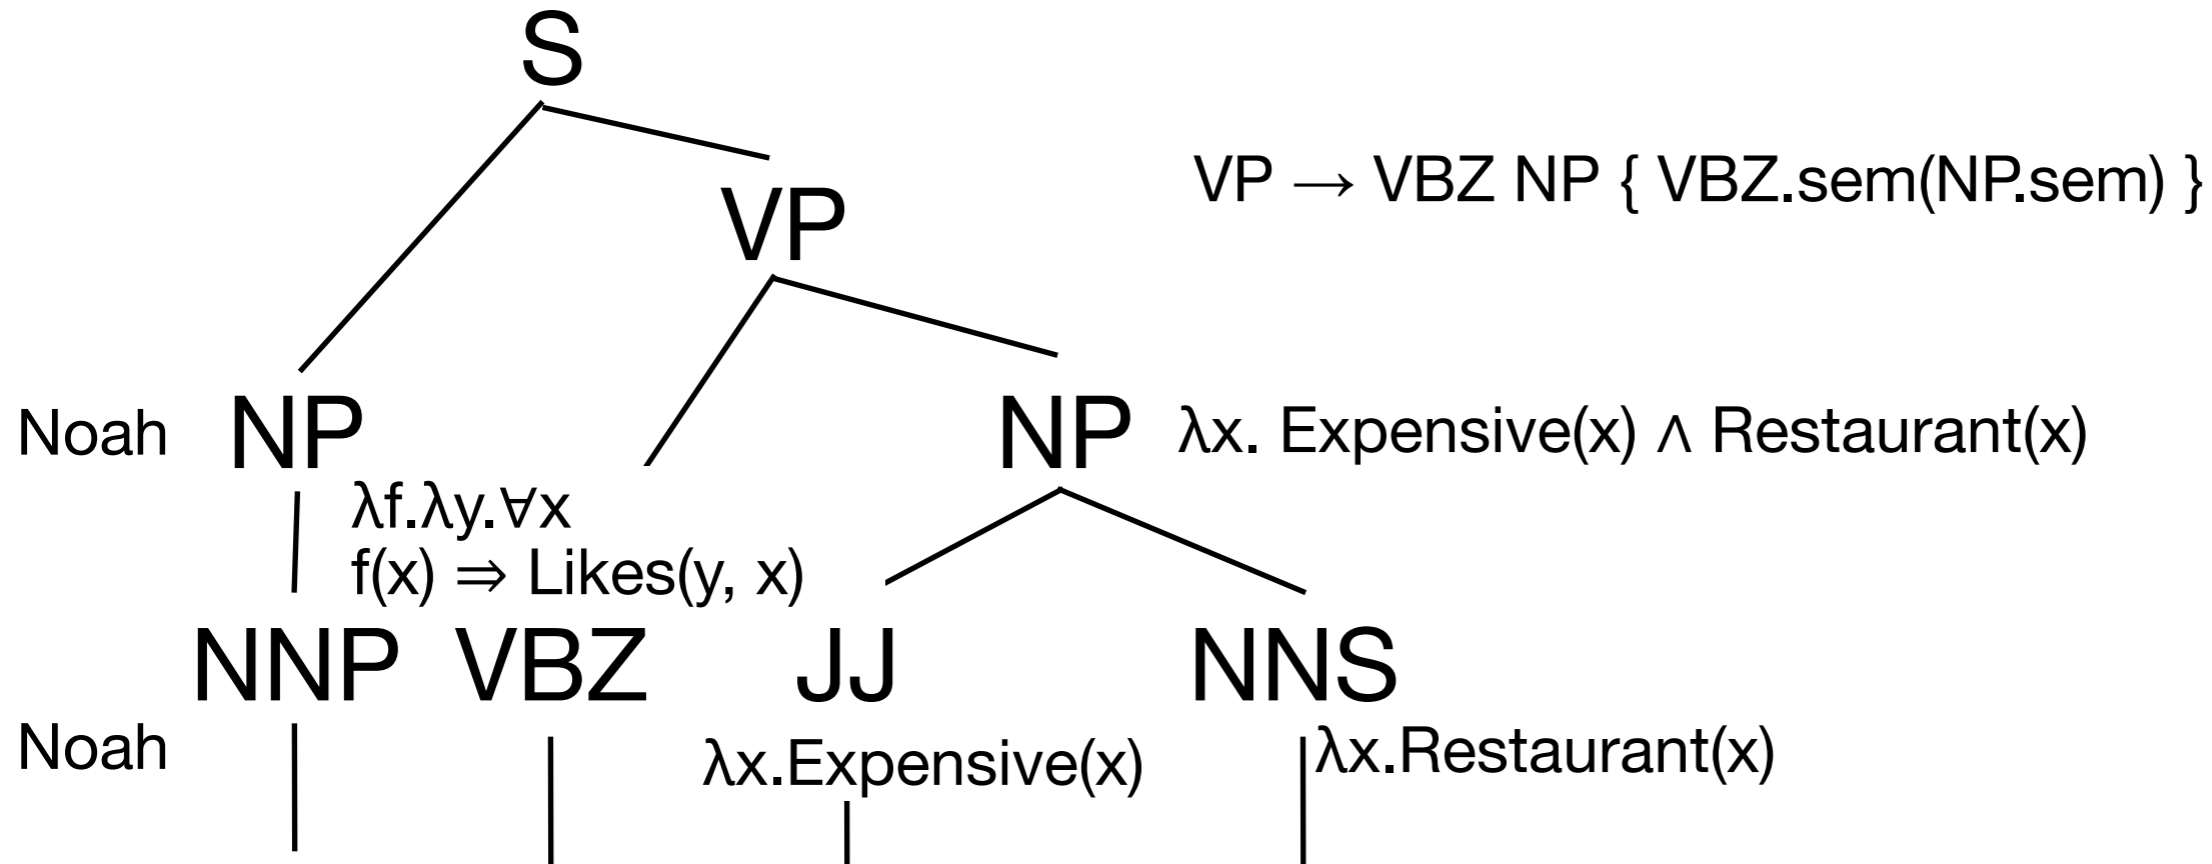 S
VP
VP → VBZ NP { VBZ.sem(NP.sem) }
Noah NP
NP λx. Expensive(x) ∧ Restaurant(x)
λf.λy.∀x
f(x) ⇒ Likes(y, x)
NNP VBZ JJ NNS
Noah
λx.Expensive(x)
λx.Restaurant(x)